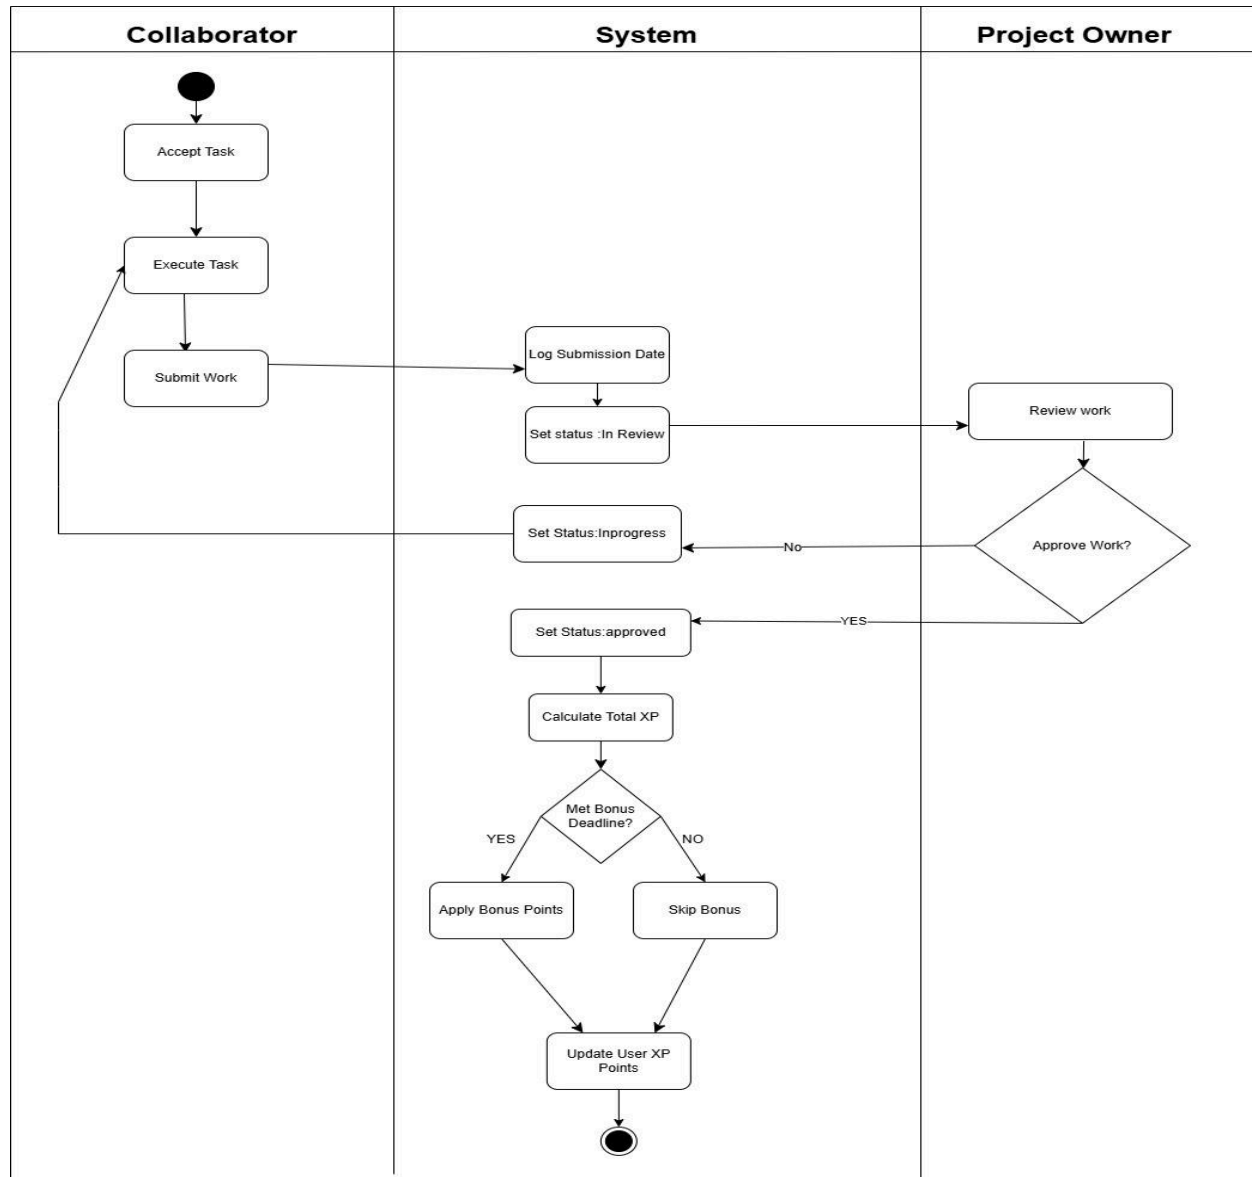 Collaborator
System
Project Owner
Accept Task
Execute Task
Submit Work
Log Submission Date
Set status :In Review
Review work
Approve Work?
No
Set Status:Inprogress
YES
Set Status:approved
Calculate Total XP
Met Bonus
Deadline?
YES
NO
Apply Bonus Points
Skip Bonus
Update User XP
Points